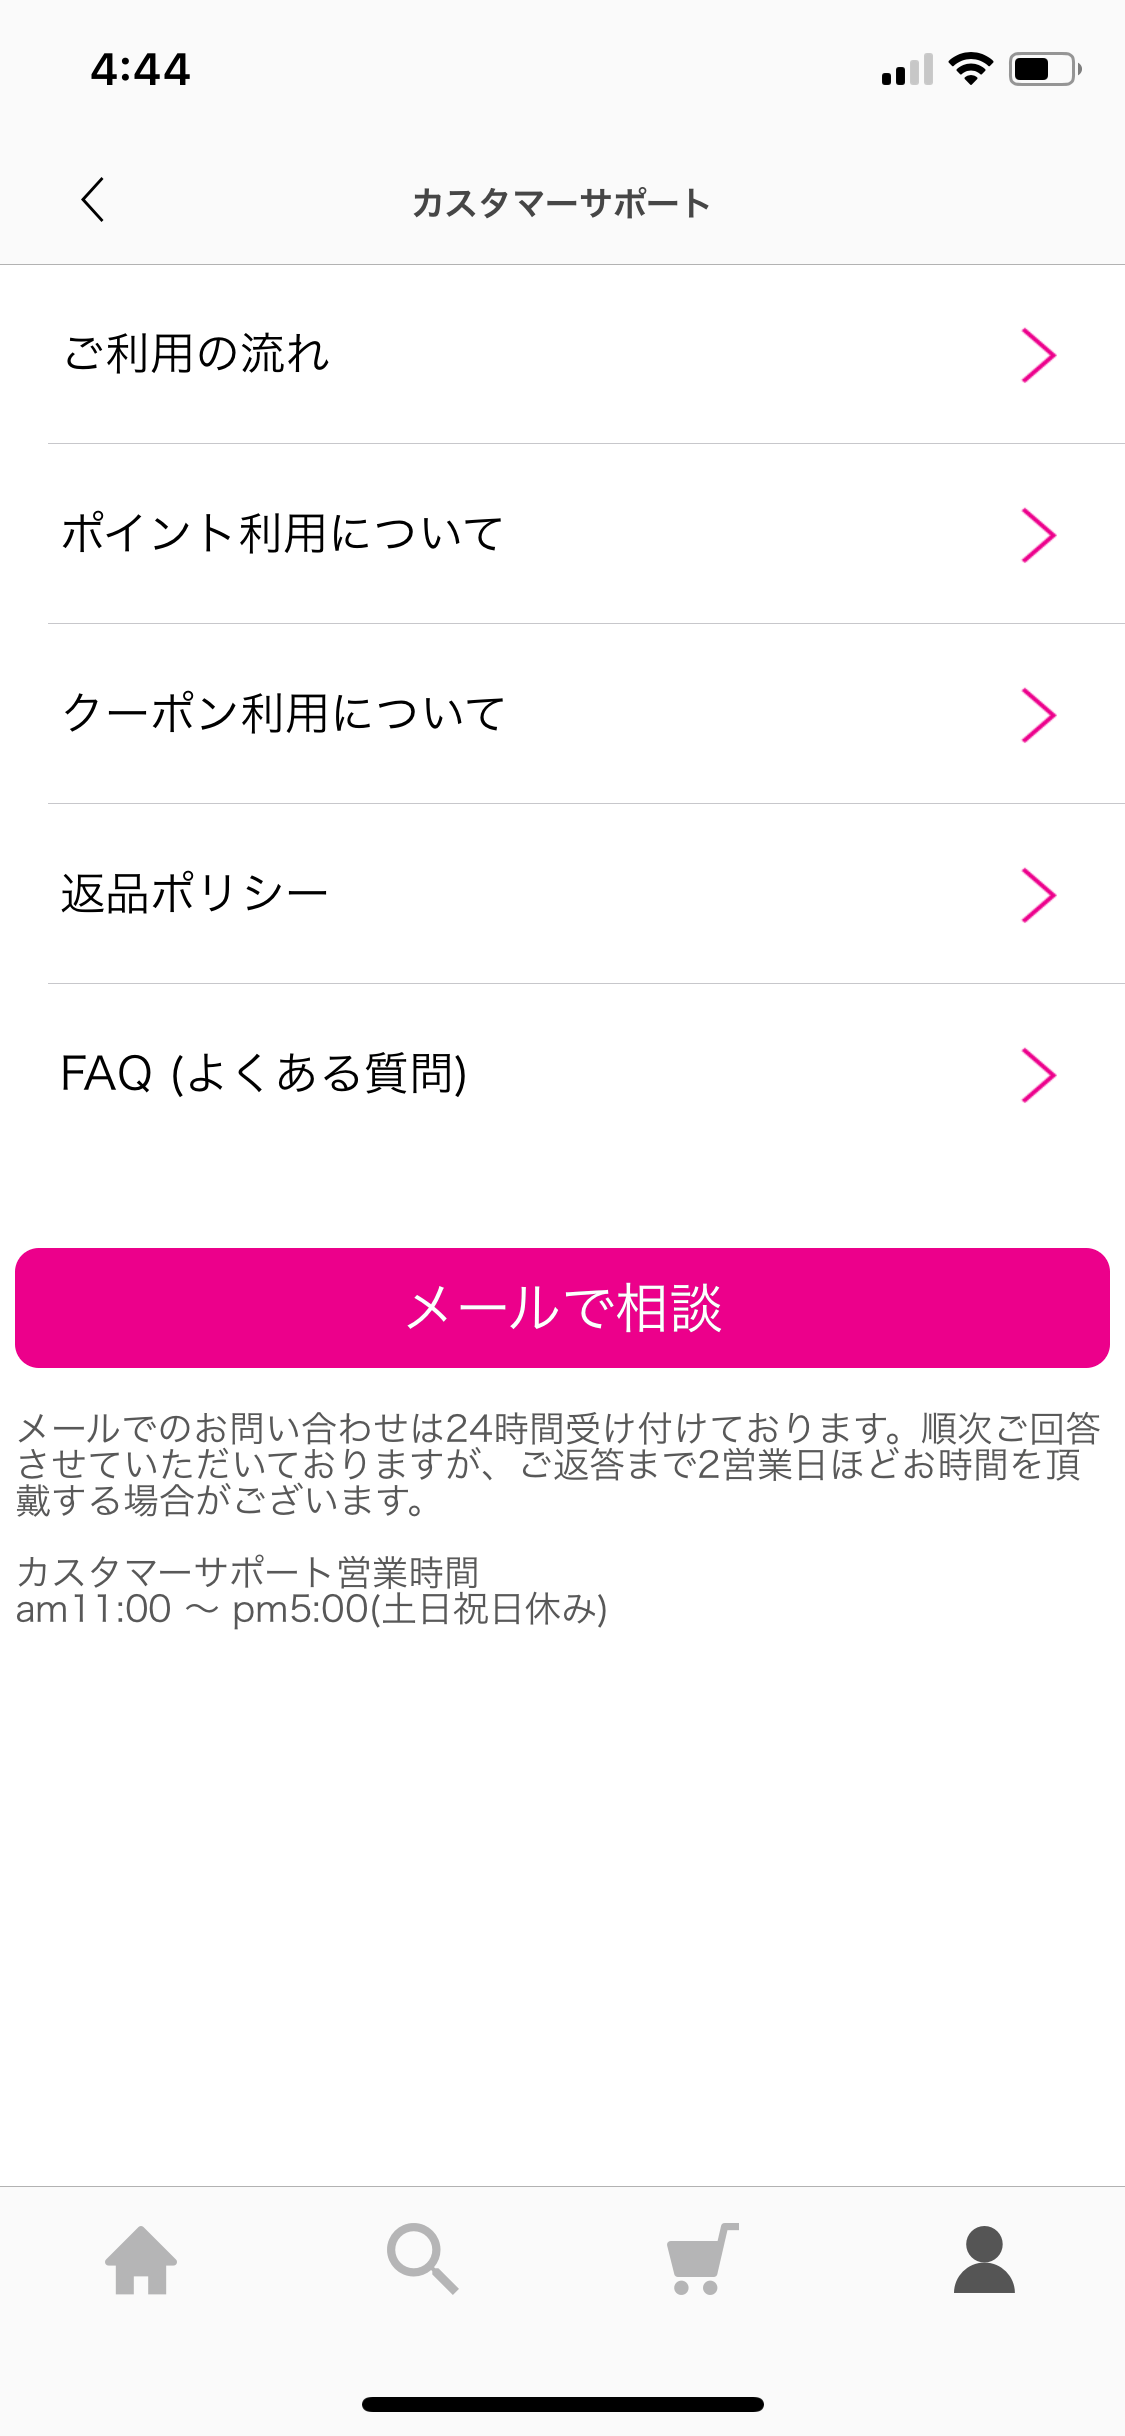 4:44
カスタマーサポート
ご利用の流れ
ポイント利用について
クーポン利用について
返品ポリシー
FAQ (よくある質問)
メールで相談
メールでのお問い合わせは24時間受け付けております。順次ご回答
させていただいておりますが、ご返答まで2営業日ほどお時間を頂
戴する場合がございます。
カスタマーサポート営業時間
am11:00 〜 pm5:00(土日祝日休み)